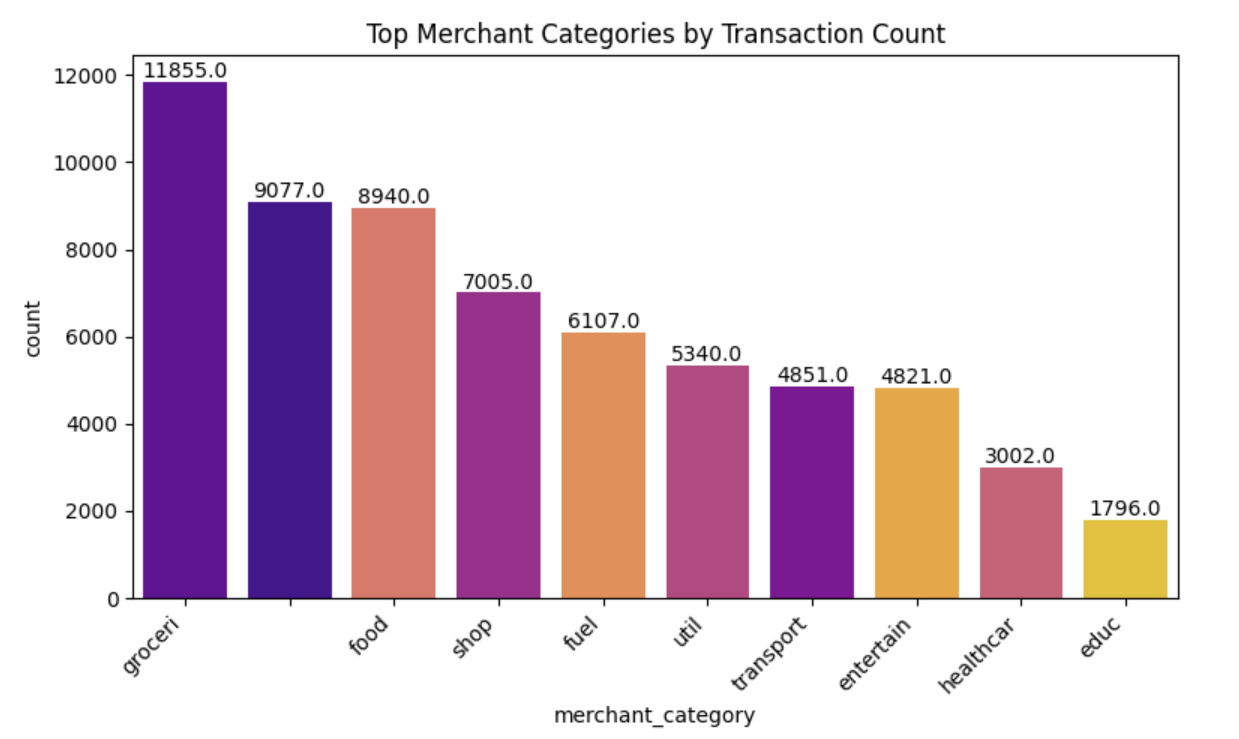 Top Merchant Categories by Transaction Count
12000
10000
8000
6000
4000
2000
0
count
11855.0
9077.0
8940.0
7005.0
6107.0
5340.0
4851.0
4821.0
3002.0
1796.0
groceri
food
shop
fuel
util
transport
entertain
healthcar
educ
merchant_category